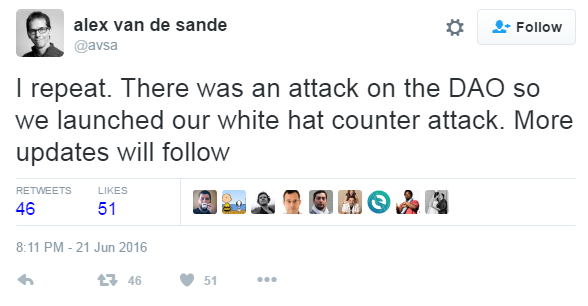 alex van de sande
@avsa
Follow
I repeat. There was an attack on the DAO so
we launched our white hat counter attack. More
updates will follow
RETWEETS LIKES
46 51
8:11 PM - 21 Jun 2016
46 51